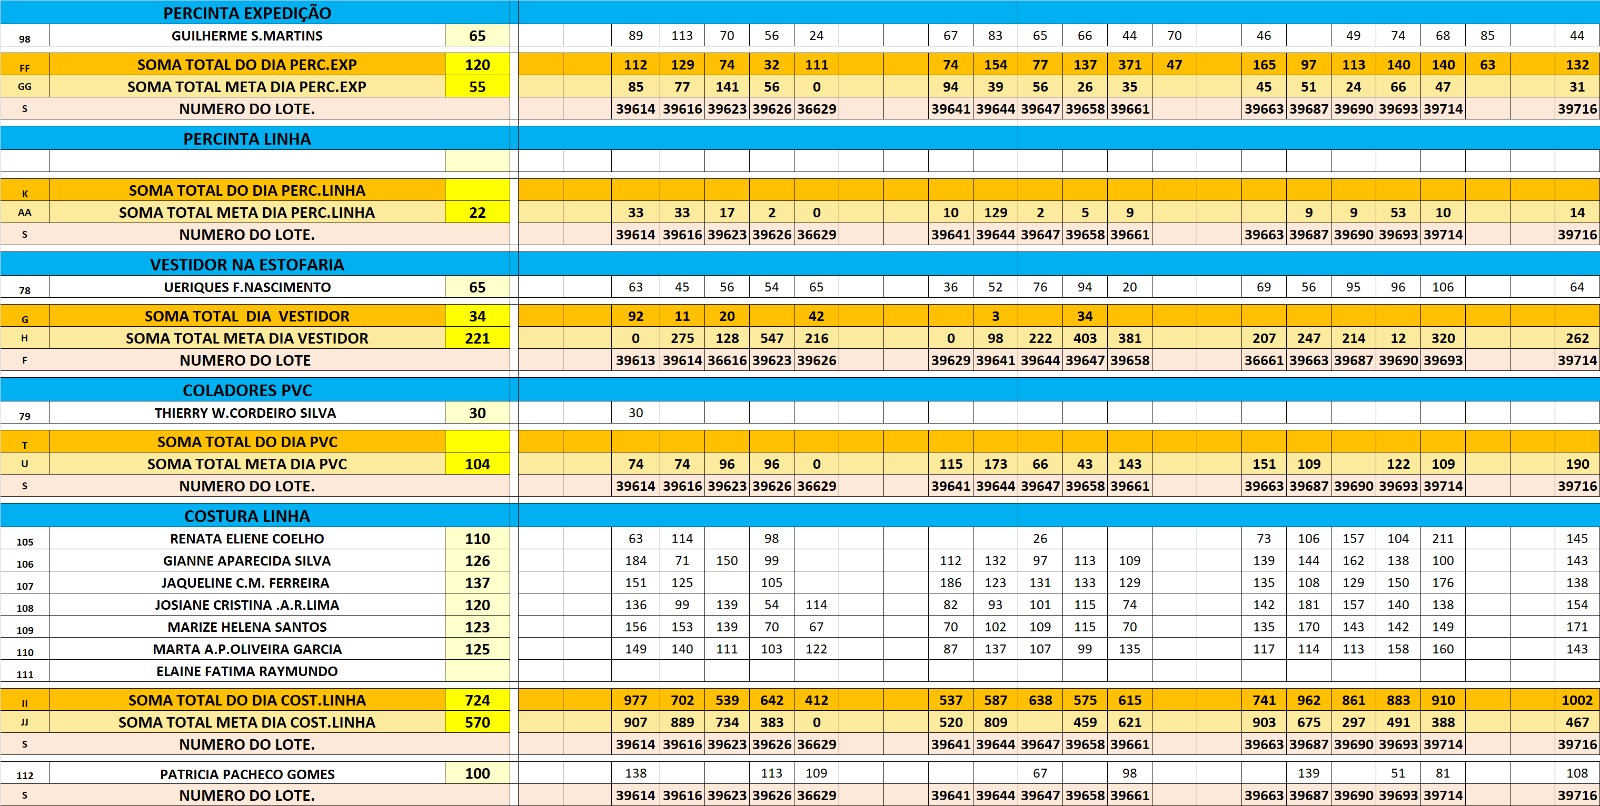 PERCINTA EXPEDIÇÃO
98 GUILHERME S.MARTINS 65 89 113 70 56 24 67 83 65 66 44 70 46 49 74 68 85 44
FF SOMA TOTAL DO DIA PERC.EXP 120 112 129 74 32 111 74 154 77 137 371 47 165 97 113 140 140 63 132
GG SOMA TOTAL META DIA PERC.EXP 55 85 77 141 56 0 94 39 56 26 35 45 51 24 66 47 31
S NUMERO DO LOTE. 39614 39616 39623 39626 36629 39641 39644 39647 39658 39661 39663 39687 39690 39693 39714 39716
PERCINTA LINHA
K SOMA TOTAL DO DIA PERC.LINHA
AA SOMA TOTAL META DIA PERC.LINHA 22 33 33 17 2 0 10 129 2 5 9 9 9 53 10 14
S NUMERO DO LOTE. 39614 39616 39623 39626 36629 39641 39644 39647 39658 39661 39663 39687 39690 39693 39714 39716
VESTIDOR NA ESTOFARIA
78 UERIQUES F.NASCIMENTO 65 63 45 56 54 65 36 52 76 94 20 69 56 95 96 106 64
G SOMA TOTAL DIA VESTIDOR 34 92 11 20 42 3 34
H SOMA TOTAL META DIA VESTIDOR 221 0 275 128 547 216 0 98 222 403 381 207 247 214 12 320 262
F NUMERO DO LOTE 39613 39614 36616 39623 39626 39629 39641 39644 39647 39658 36661 39663 39687 39690 39693 39714
COLADORES PVC
79 THIERRY W.CORDEIRO SILVA 30 30
T SOMA TOTAL DO DIA PVC
U SOMA TOTAL META DIA PVC 104 74 74 96 96 0 115 173 66 43 143 151 109 122 109 190
S NUMERO DO LOTE. 39614 39616 39623 39626 36629 39641 39644 39647 39658 39661 39663 39687 39690 39693 39714 39716
COSTURA LINHA
105 RENATA ELIENE COELHO 110 63 114 98 26 73 106 157 104 211 145
106 GIANNE APARECIDA SILVA 126 184 71 150 99 112 132 97 113 109 139 144 162 138 100 143
107 JAQUELINE C.M. FERREIRA 137 151 125 105 186 123 131 133 129 135 108 129 150 176 138
108 JOSIANE CRISTINA .A.R.LIMA 120 136 99 139 54 114 82 93 101 115 74 142 181 157 140 138 154
109 MARIZE HELENA SANTOS 123 156 153 139 70 67 70 102 109 115 70 135 170 143 142 149 171
110 MARTA A.P.OLIVEIRA GARCIA 125 149 140 111 103 122 87 137 107 99 135 117 114 113 158 160 143
111 ELAINE FATIMA RAYMUNDO
II SOMA TOTAL DO DIA COST.LINHA 724 977 702 539 642 412 537 587 638 575 615 741 962 861 883 910 1002
JJ SOMA TOTAL META DIA COST.LINHA 570 907 889 734 383 0 520 809 459 621 903 675 297 491 388 467
S NUMERO DO LOTE. 39614 39616 39623 39626 36629 39641 39644 39647 39658 39661 39663 39687 39690 39693 39714 39716
112 PATRICIA PACHECO GOMES 100 138 113 109 67 98 139 51 81 108
S NUMERO DO LOTE. 39614 39616 39623 39626 36629 39641 39644 39647 39658 39661 39663 39687 39690 39693 39714 39716